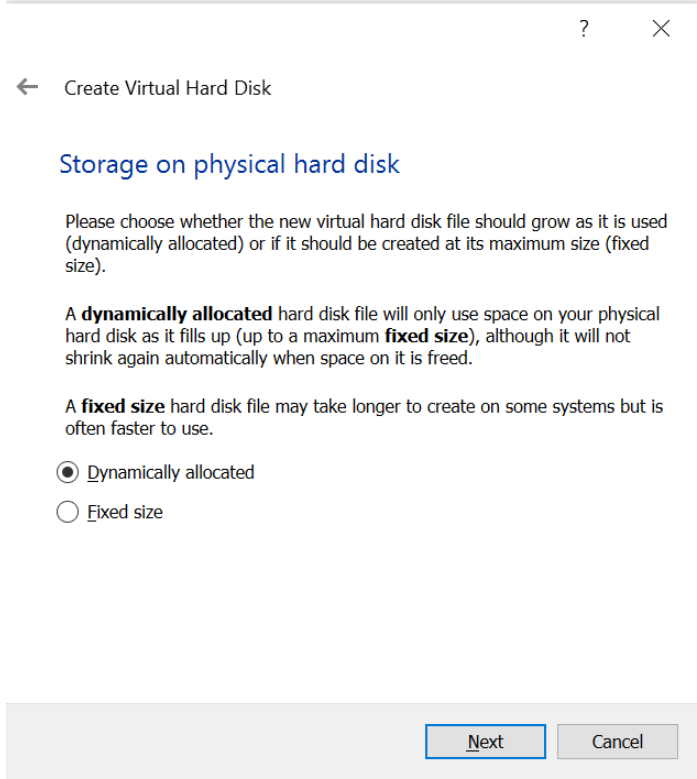 ?
Create Virtual Hard Disk
Storage on physical hard disk
Please choose whether the new virtual hard disk file should grow as it is used
(dynamically allocated) or if it should be created at its maximum size (fixed
size).
A dynamically allocated hard disk file will only use space on your physical
hard disk as it fills up (up to a maximum fixed size), although it will not
shrink again automatically when space on it is freed.
A fixed size hard disk file may take longer to create on some systems but is
often faster to use.
Dynamically allocated
Fixed size
Next Cancel